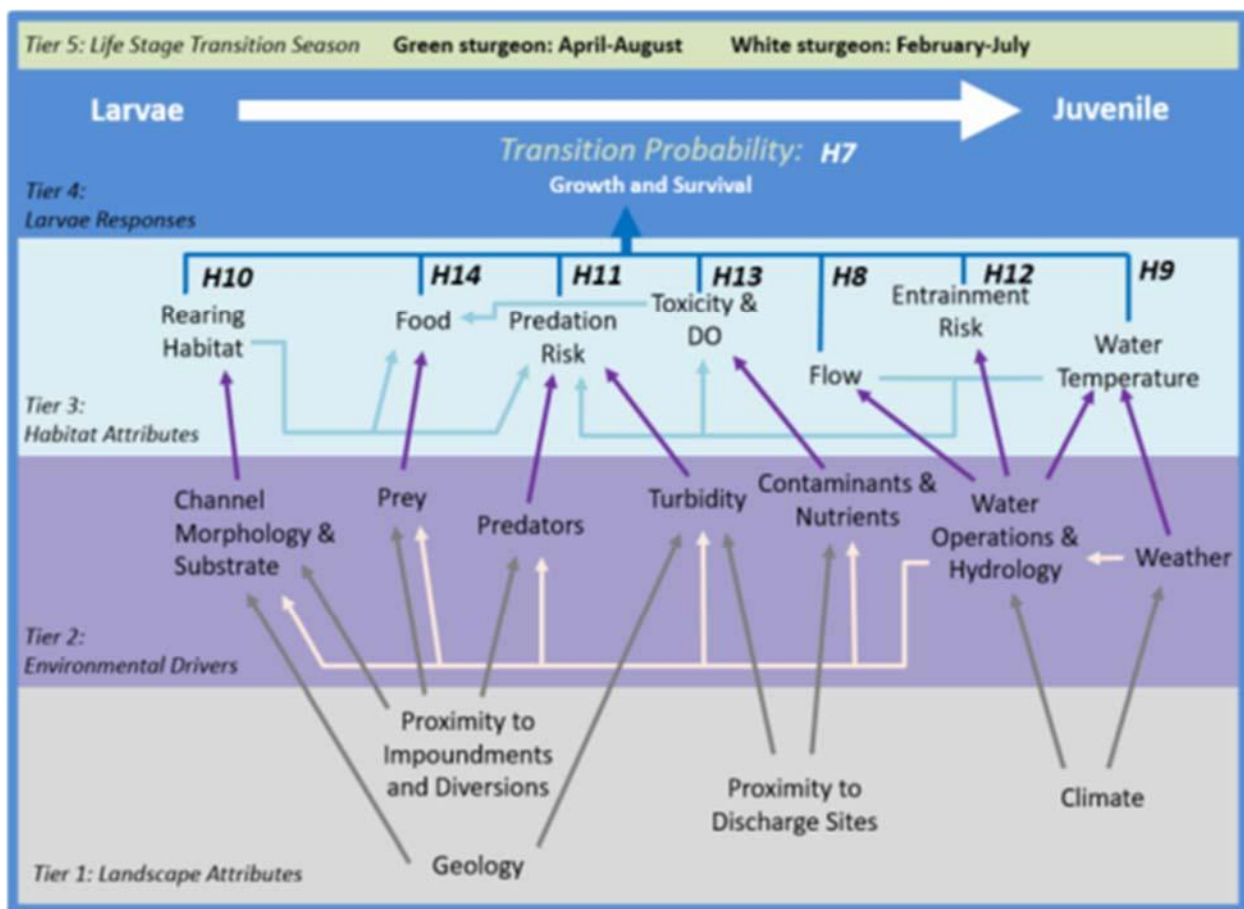 Tier 5: Life Stage Transition Season Green sturgeon: April-August White sturgeon: February-July
Larvae Juvenile
Transition Probability: H7
Growth and Survival
Tier 4:
Larvae Responses
H10 H14 H11 H13 H8 H12 H9
Rearing
Habitat
Food
Predation
Risk
Toxicity &
DO
Flow
Entrainment
Risk
Water
Temperature
Tier 3:
Habitat Attributes
Channel
Morphology &
Substrate
Prey
Predators
Turbidity
Contaminants &
Nutrients
Water
Operations &
Hydrology
Weather
Tier 2:
Environmental Drivers
Proximity to
Impoundments
and Diversions
Proximity to
Discharge Sites
Climate
Geology
Tier 1: Landscape Attributes